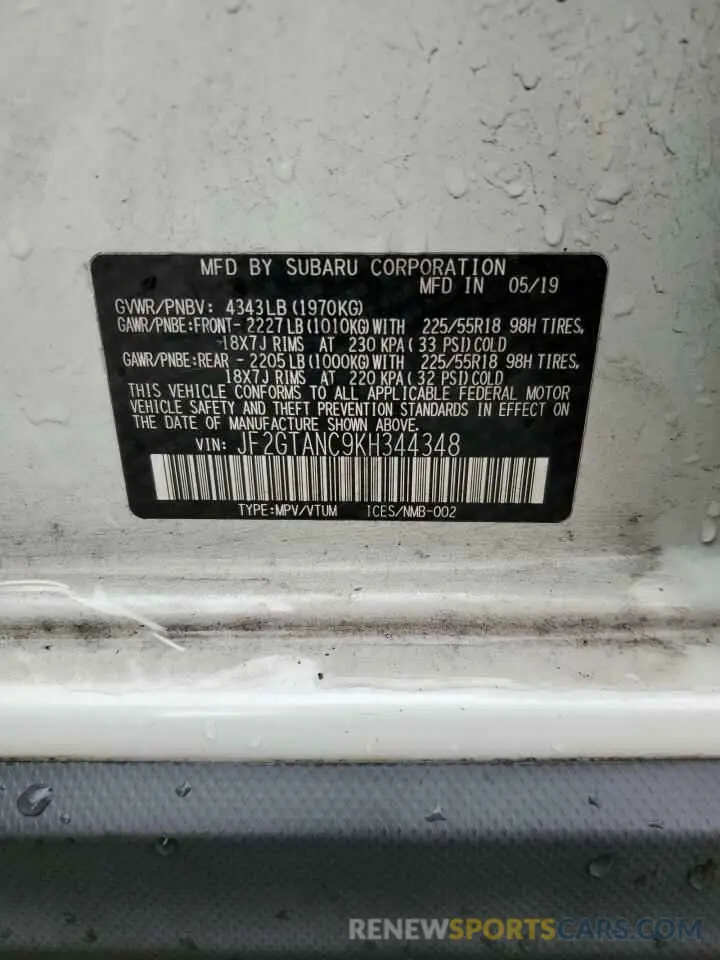 MFD BY SUBARU CORPORATION
MFD IN 05/19
GVWR/PNBV: 4343LB (1970KG)
GAWR/PNBE:FRONT- 2227LB(1010KG)WITH 225/55R18 98H TIRES,
18X7J RIMS AT 230 KPA( 33 PSI)COLD
GAWR/PNBE:REAR - 2205LB(1000KG)WITH 225/55R18 98H TIRES,
18X7J RIMS AT 220 KPA( 32 PSI)COLD
THIS VEHICLE CONFORMS TO ALL APPLICABLE FEDERAL MOTOR
VEHICLE SAFETY AND THEFT PREVENTION STANDARDS IN EFFECT ON
THE DATE OF MANUFACTURE SHOWN ABOVE.
VIN: JF2GTANC9KH344348
TYPE:MPV/VTUM ICES/NMB-002
RENEWSPORTSCARS.COM